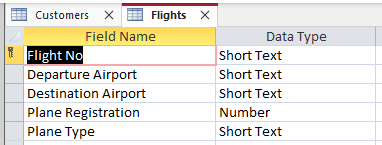 Customers Flights
Field Name Data Type
Flight No Short Text
Departure Airport Short Text
Destination Airport Short Text
Plane Registration Number
Plane Type Short Text